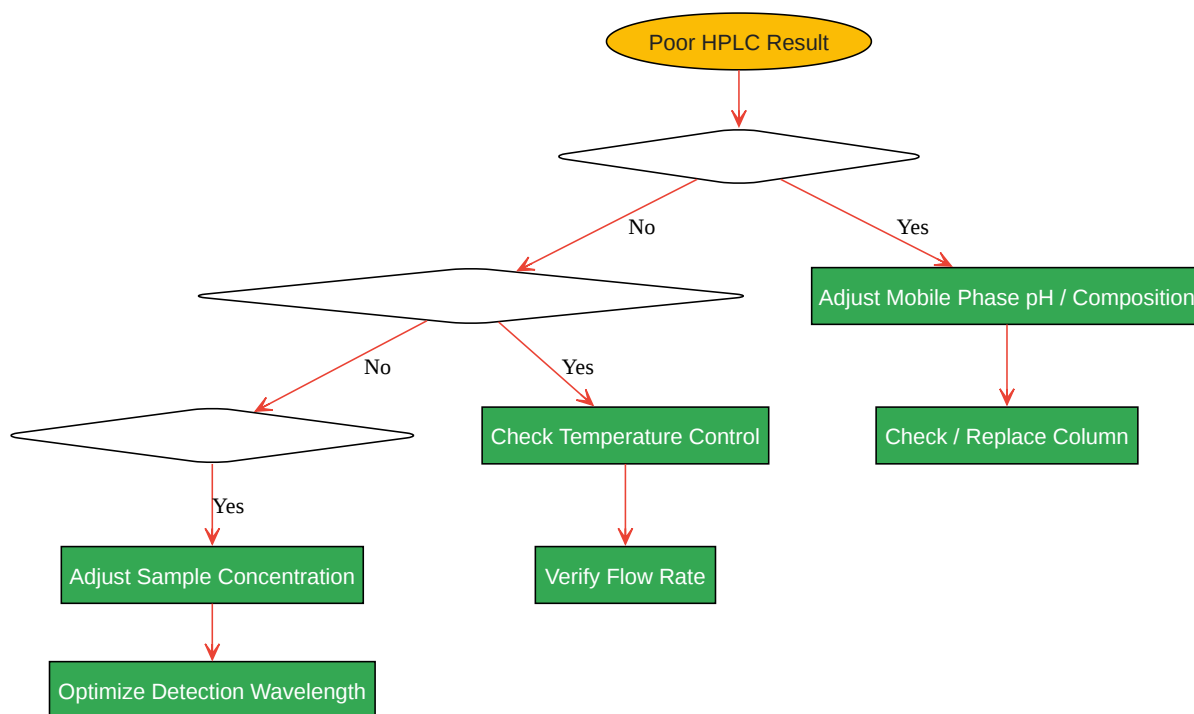 Poor HPLC Result
No
Yes
Adjust Mobile Phase pH / Composition
No
Yes
Check Temperature Control
Check / Replace Column
Yes
Adjust Sample Concentration
Verify Flow Rate
Optimize Detection Wavelength